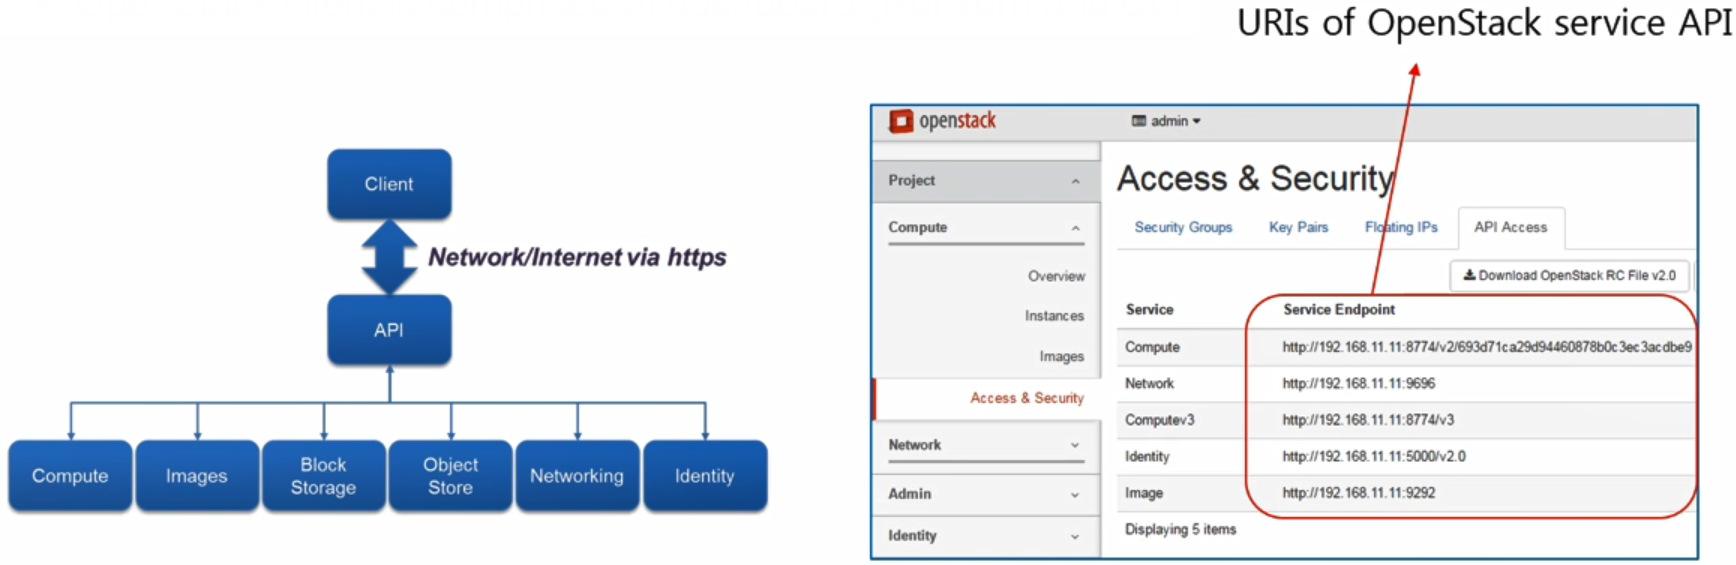 URIs of OpenStack service API
Client
Network/Internet via https
API
Compute
Images
Block
Storage
Object
Store
Networking
Identity
openstack
admin
Project
Compute
Overview
Instances
Images
Access & Security
Network
Admin
Identity
Access & Security
Security Groups
Key Pairs
Floating IPs
API Access
Download OpenStack RC File v2.0
Service Service Endpoint
Compute http://192.168.11.11:8774/v2/693d71ca29d94460878b0c3ec3acdbe9
Network http://192.168.11.11:9696
Computev3 http://192.168.11.11:8774/v3
Identity http://192.168.11.11:5000/v2.0
Image http://192.168.11.11:9292
Displaying 5 items